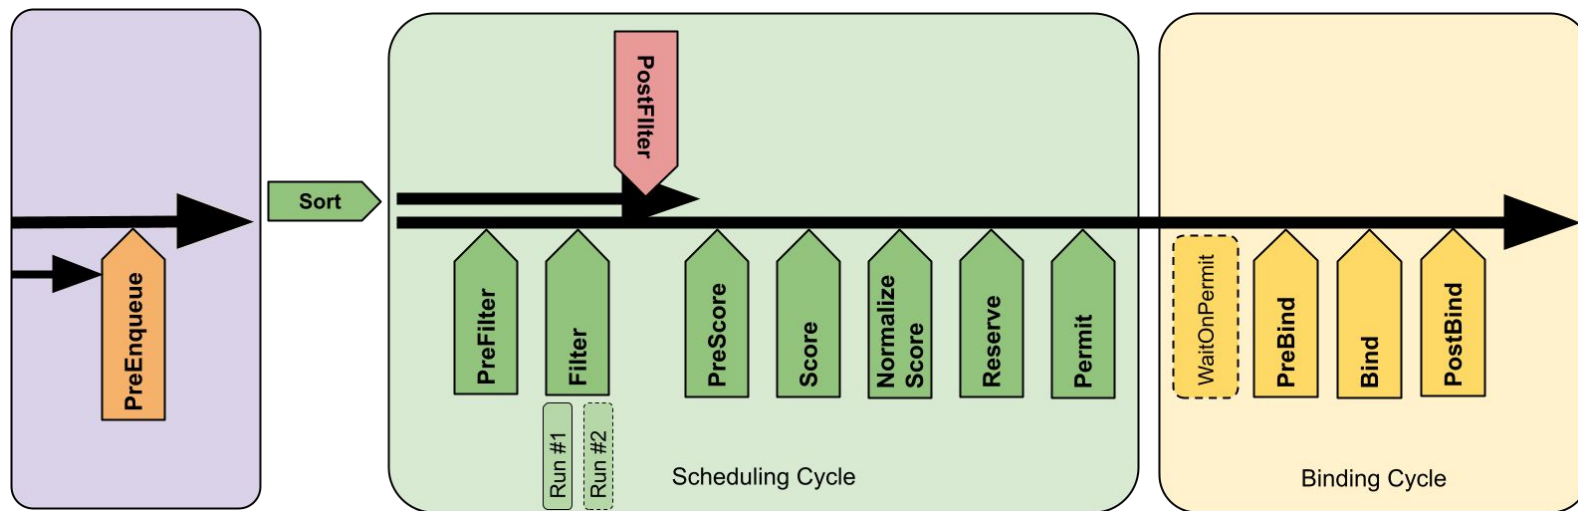 PreEnqueue
Sort
PostFIlter
PreFilter
Filter
Run #1
Run #2
PreScore
Score
Normalize
Score
Reserve
Permit
Scheduling Cycle
WaitOnPermit
PreBind
Bind
PostBind
Binding Cycle